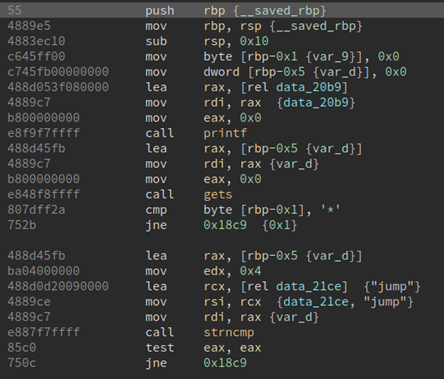 55 push rbp {__saved_rbp}
4889e5 mov rbp, rsp {__saved_rbp}
4883ec10 sub rsp, 0x10
c645ff00 mov byte [rbp-0x1 {var_9}], 0x0
c745fb00000000 mov dword [rbp-0x5 {var_d}], 0x0
488d053f080000 lea rax, [rel data_20b9]
4889c7 mov rdi, rax {data_20b9}
b800000000 mov eax, 0x0
e8f9f7ffff call printf
488d45fb lea rax, [rbp-0x5 {var_d}]
4889c7 mov rdi, rax {var_d}
b800000000 mov eax, 0x0
e848f8ffff call gets
807dff2a cmp byte [rbp-0x1], '*'
752b jne 0x18c9 {0x1}
488d45fb lea rax, [rbp-0x5 {var_d}]
ba04000000 mov edx, 0x4
488d0d20090000 lea rcx, [rel data_21ce] {"jump"}
4889ce mov rsi, rcx {data_21ce, "jump"}
4889c7 mov rdi, rax {var_d}
e887f7ffff call strncmp
85c0 test eax, eax
750c jne 0x18c9